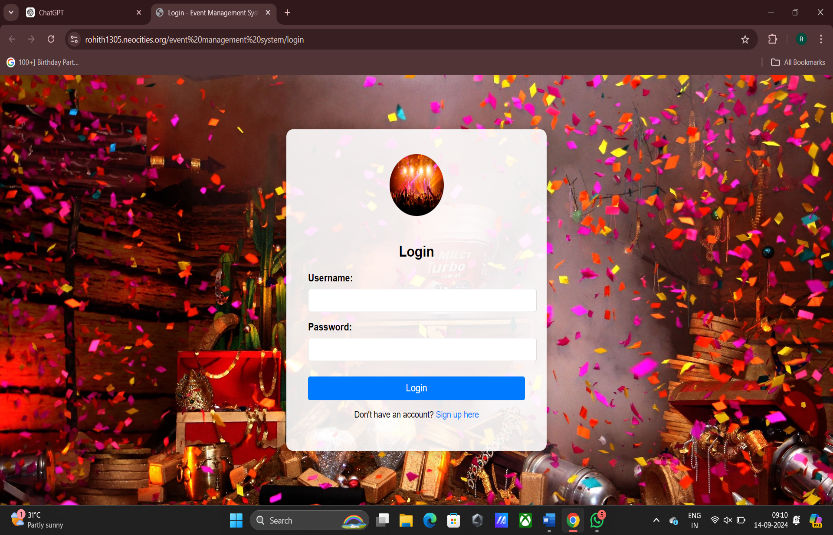 ChatGPT
Login - Event Management Sys
rohith1305.neocities.org/event%20management%20system/login
100+] Birthday Part...
All Bookmarks
Login
Username:
Password:
Login
Don't have an account? Sign up here
31°C
Partly sunny
Search
ENG
IN
09:10
14-09-2024